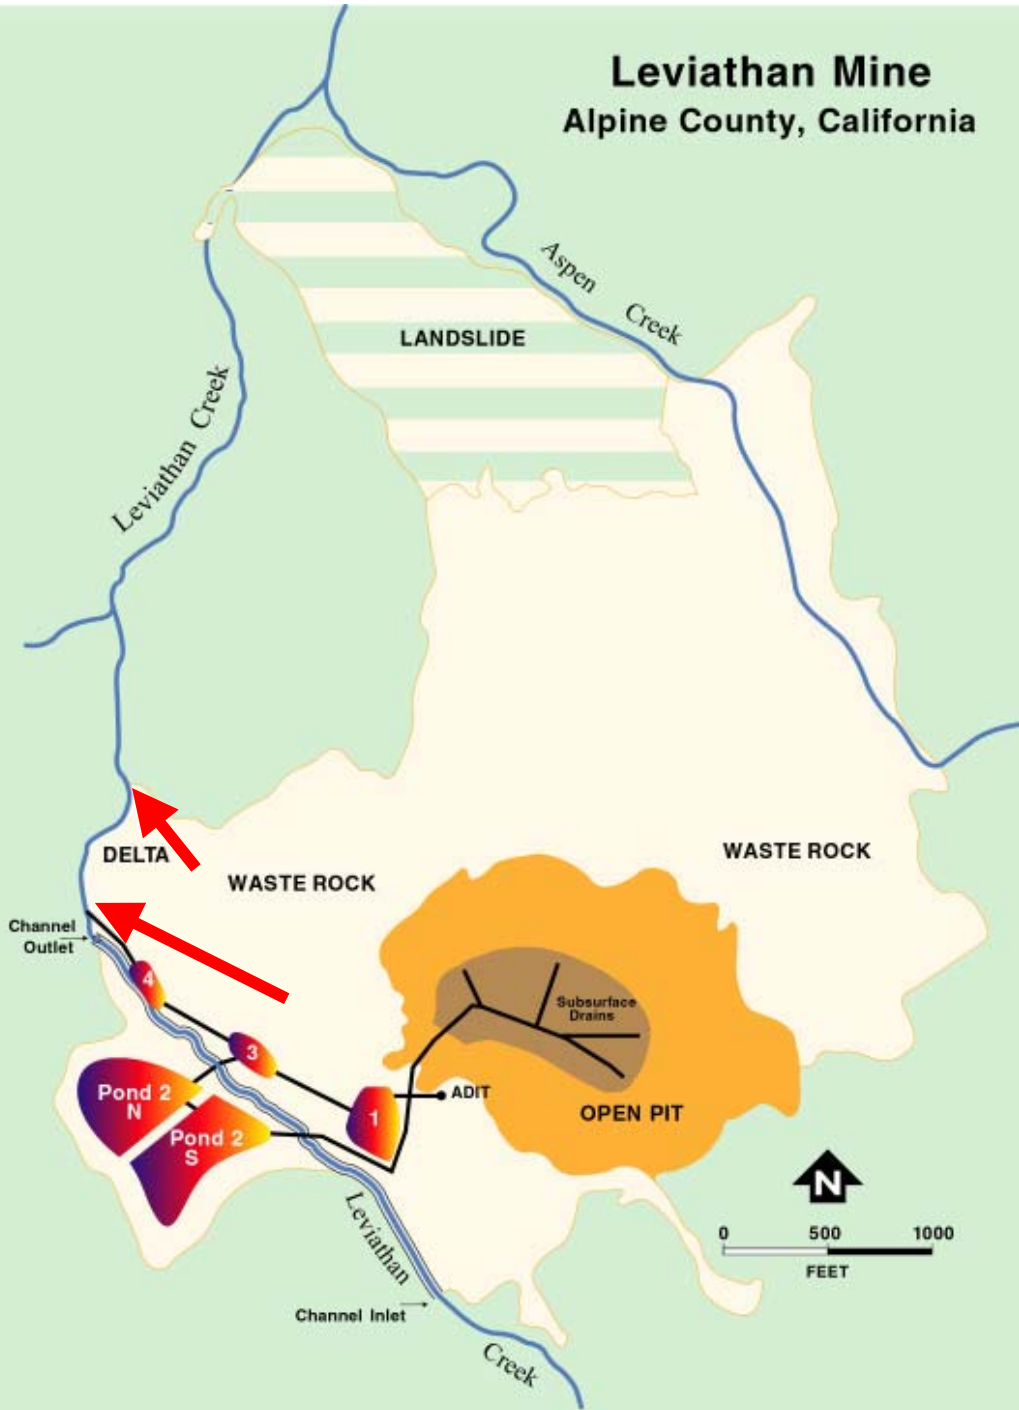 Leviathan Mine
Alpine County, California
Aspen Creek
LANDSLIDE
Leviathan Creek
DELTA
WASTE ROCK
WASTE ROCK
Channel
Outlet
4
Subsurface
Drains
3
Pond 2
N
ADIT
1
OPEN PIT
Pond 2
S
N
Leviathan Creek
0 500 1000
FEET
Channel Inlet